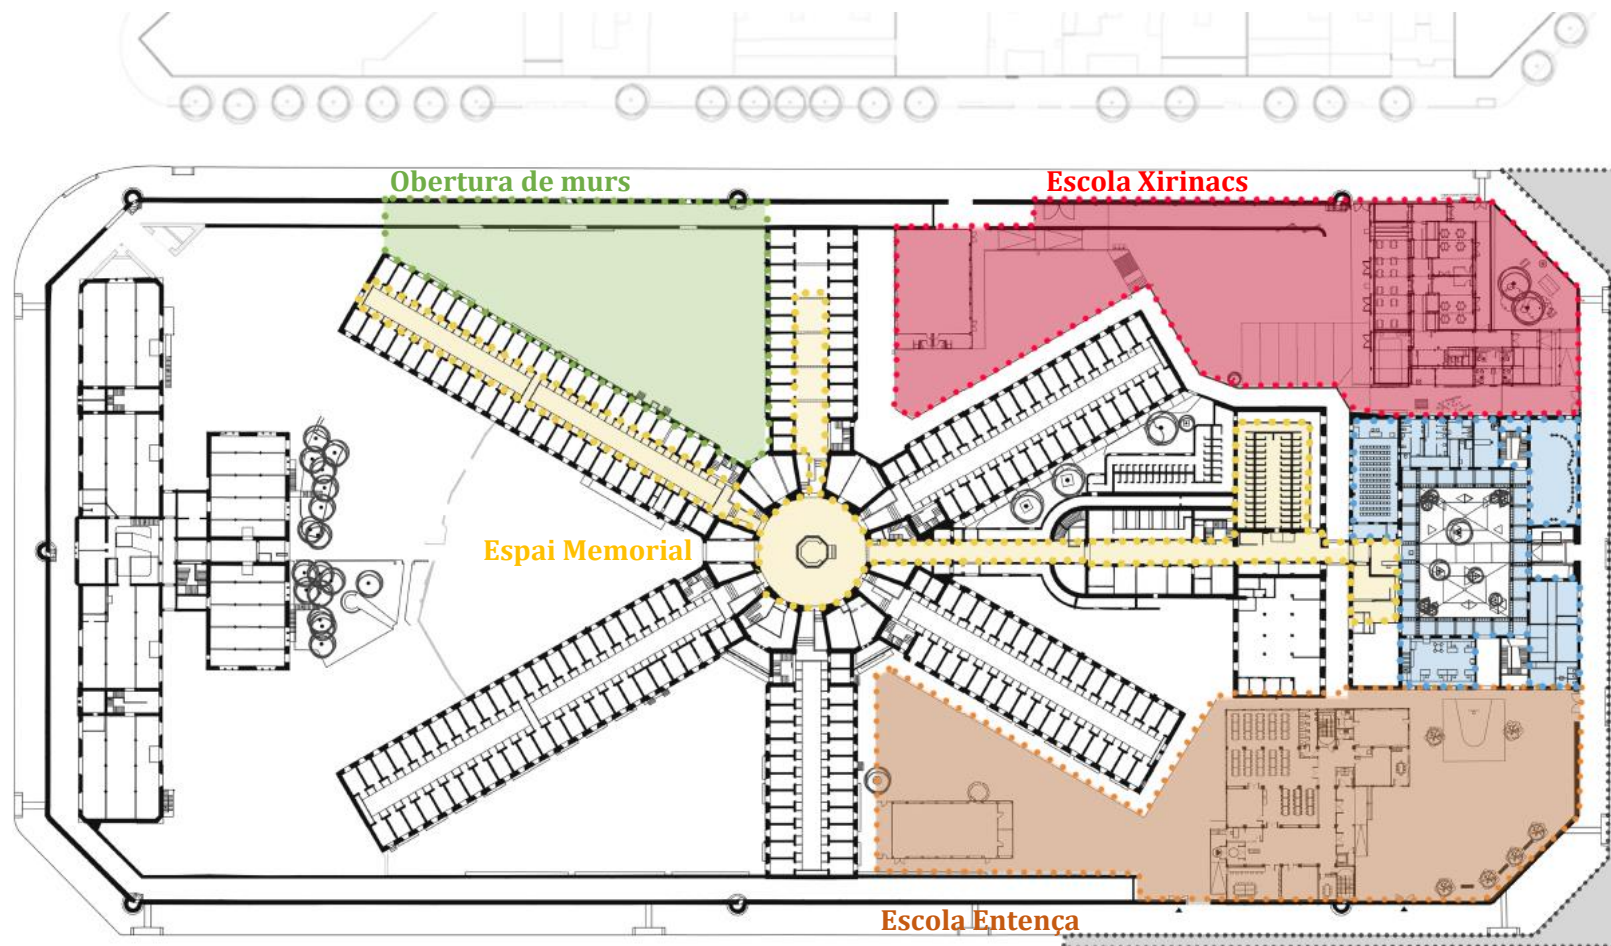 Obertura de murs
Escola Xirinacs
Espai Memorial
Escola Entença